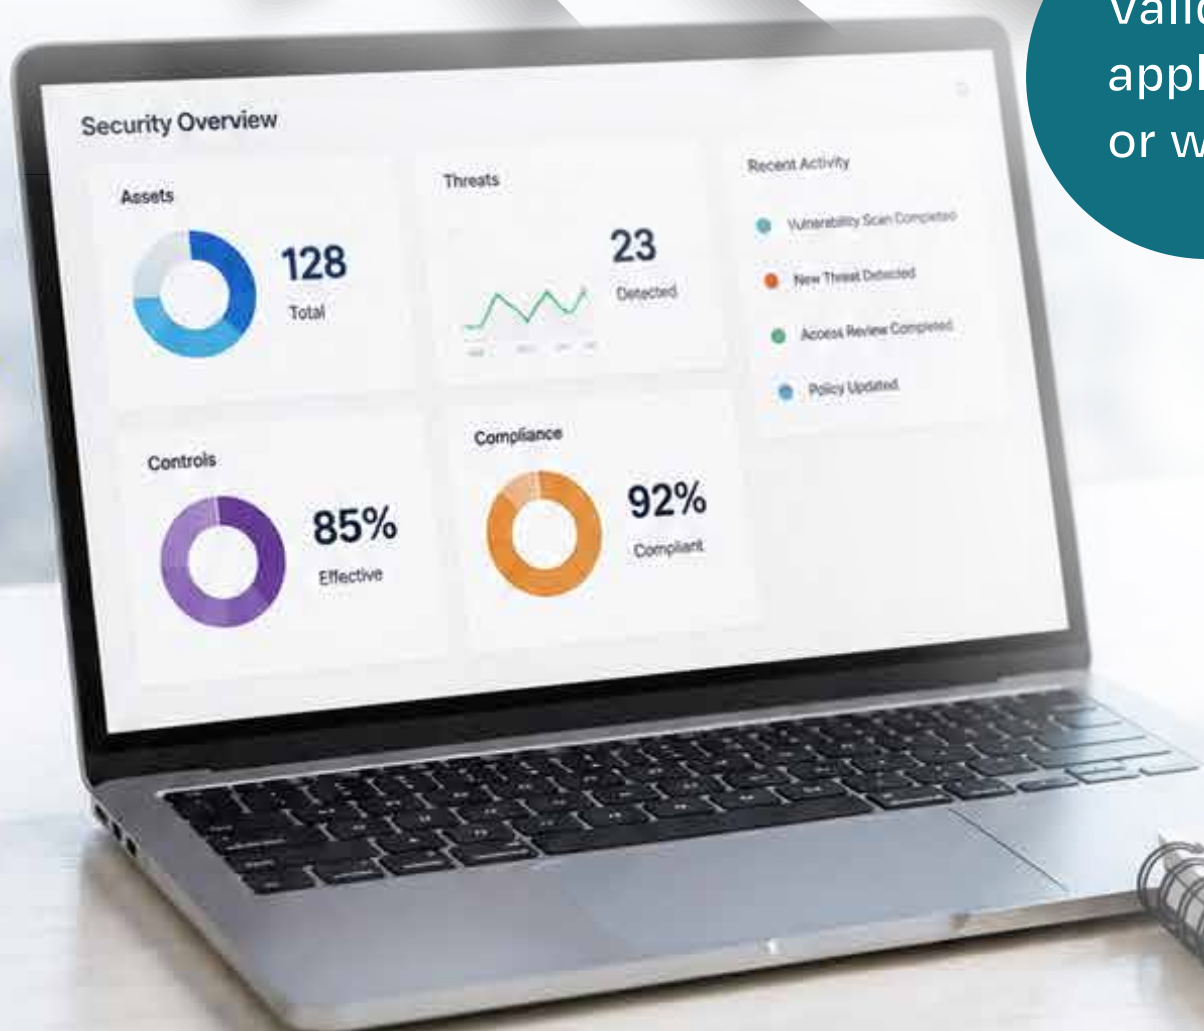 Security Overview
Assets
128
Total
Threats
23
Detected
Recent Activity
Vulnerability Scan Completed
New Threat Detected
Access Review Completed
Policy Updated
Controls
85%
Effective
Compliance
92%
Compliant
appl
or w